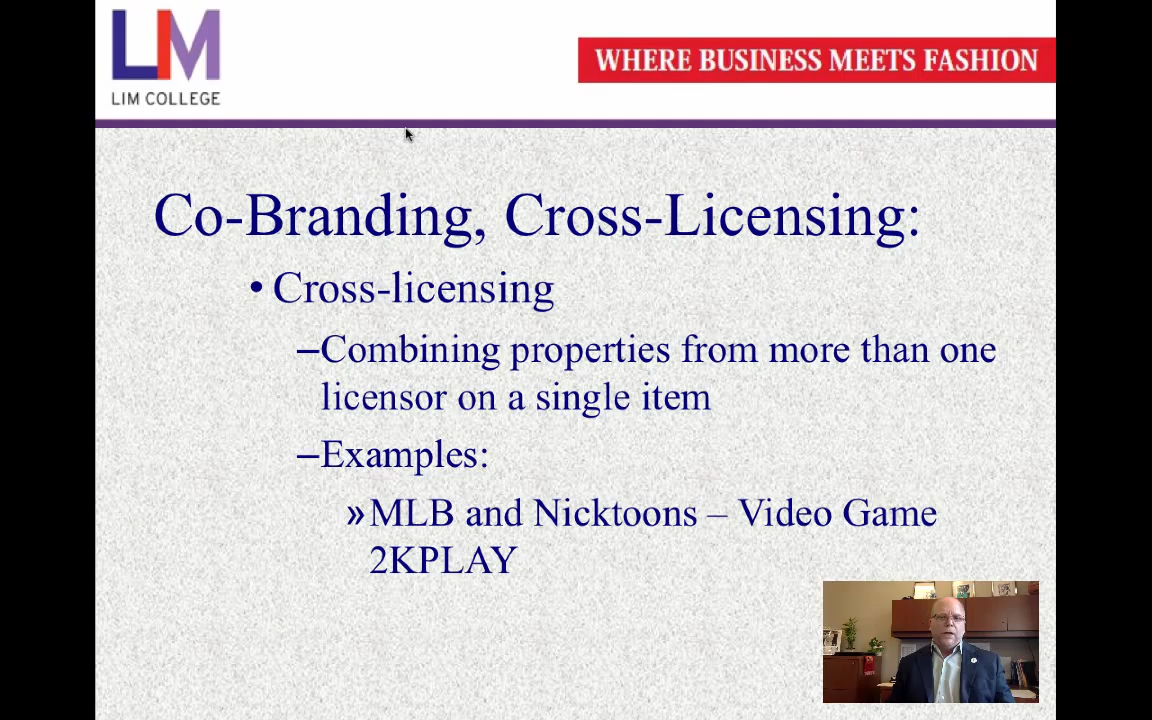 LIM
LIM COLLEGE
WHERE BUSINESS MEETS FASHION
Co-Branding, Cross-Licensing:
• Cross-licensing
–Combining properties from more than one
licensor on a single item
–Examples:
»MLB and Nicktoons – Video Game
2KPLAY